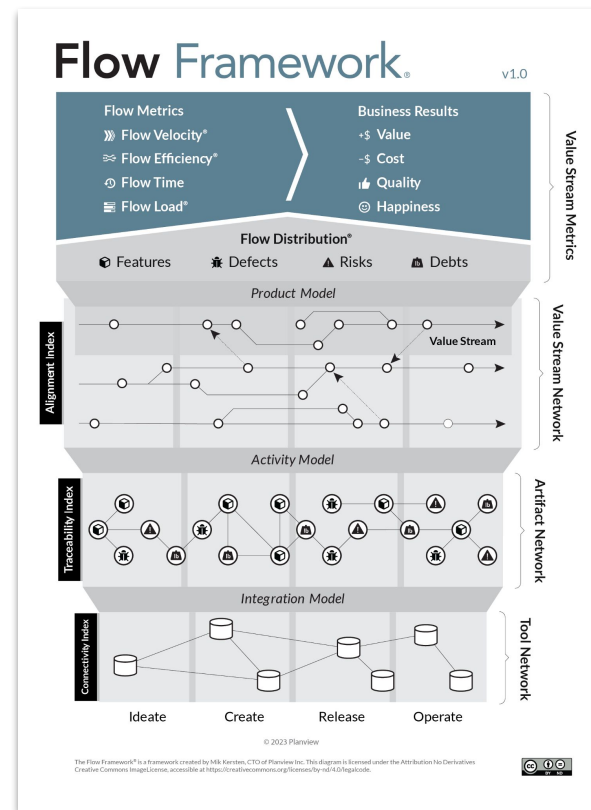 Flow Framework®
v1.0
Flow Metrics
Flow Velocity®
Flow Efficiency®
Flow Time
Flow Load®
Business Results
+$ Value
-$ Cost
Quality
Happiness
Value Stream Metrics
Flow Distribution®
Features
Defects
Risks
Debts
Product Model
Alignment Index
Value Stream
Value Stream Network
Activity Model
Traceability Index
Artifact Network
Integration Model
Connectivity Index
Tool Network
Ideate
Create
Release
Operate
© 2023 Planview
The Flow Framework® is a framework created by Mik Kersten, CTO of Planview Inc. This diagram is licensed under the Attribution No Derivatives
Creative Commons ImageLicense, accessible at https://creativecommons.org/licenses/by-nd/4.0/legalcode.
cc
BY ND